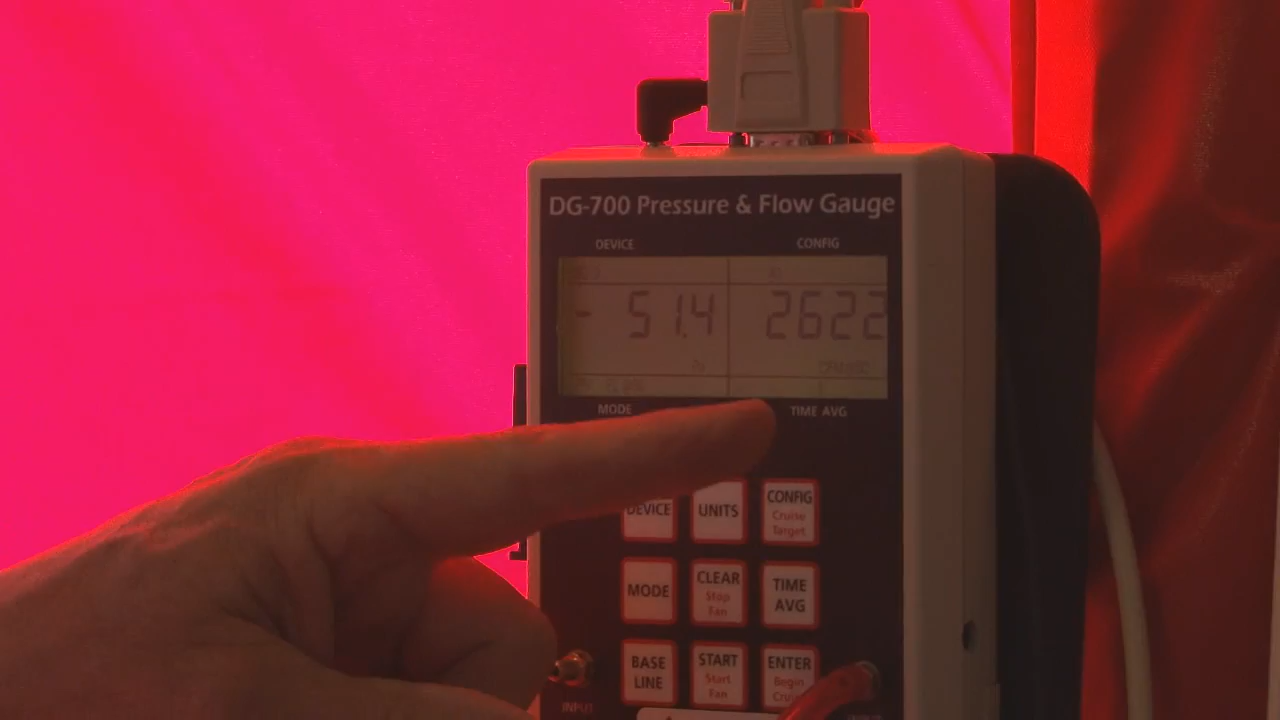 DG-700 Pressure & Flow Gauge
DEVICE CONFIG
- 51.4 2622
MODE TIME AVG
DEVICE UNITS CONFIG
Cruise
Target
MODE CLEAR TIME
Stop AVG
Fan
BASE START ENTER
LINE Start Begin
Fan
INPUT